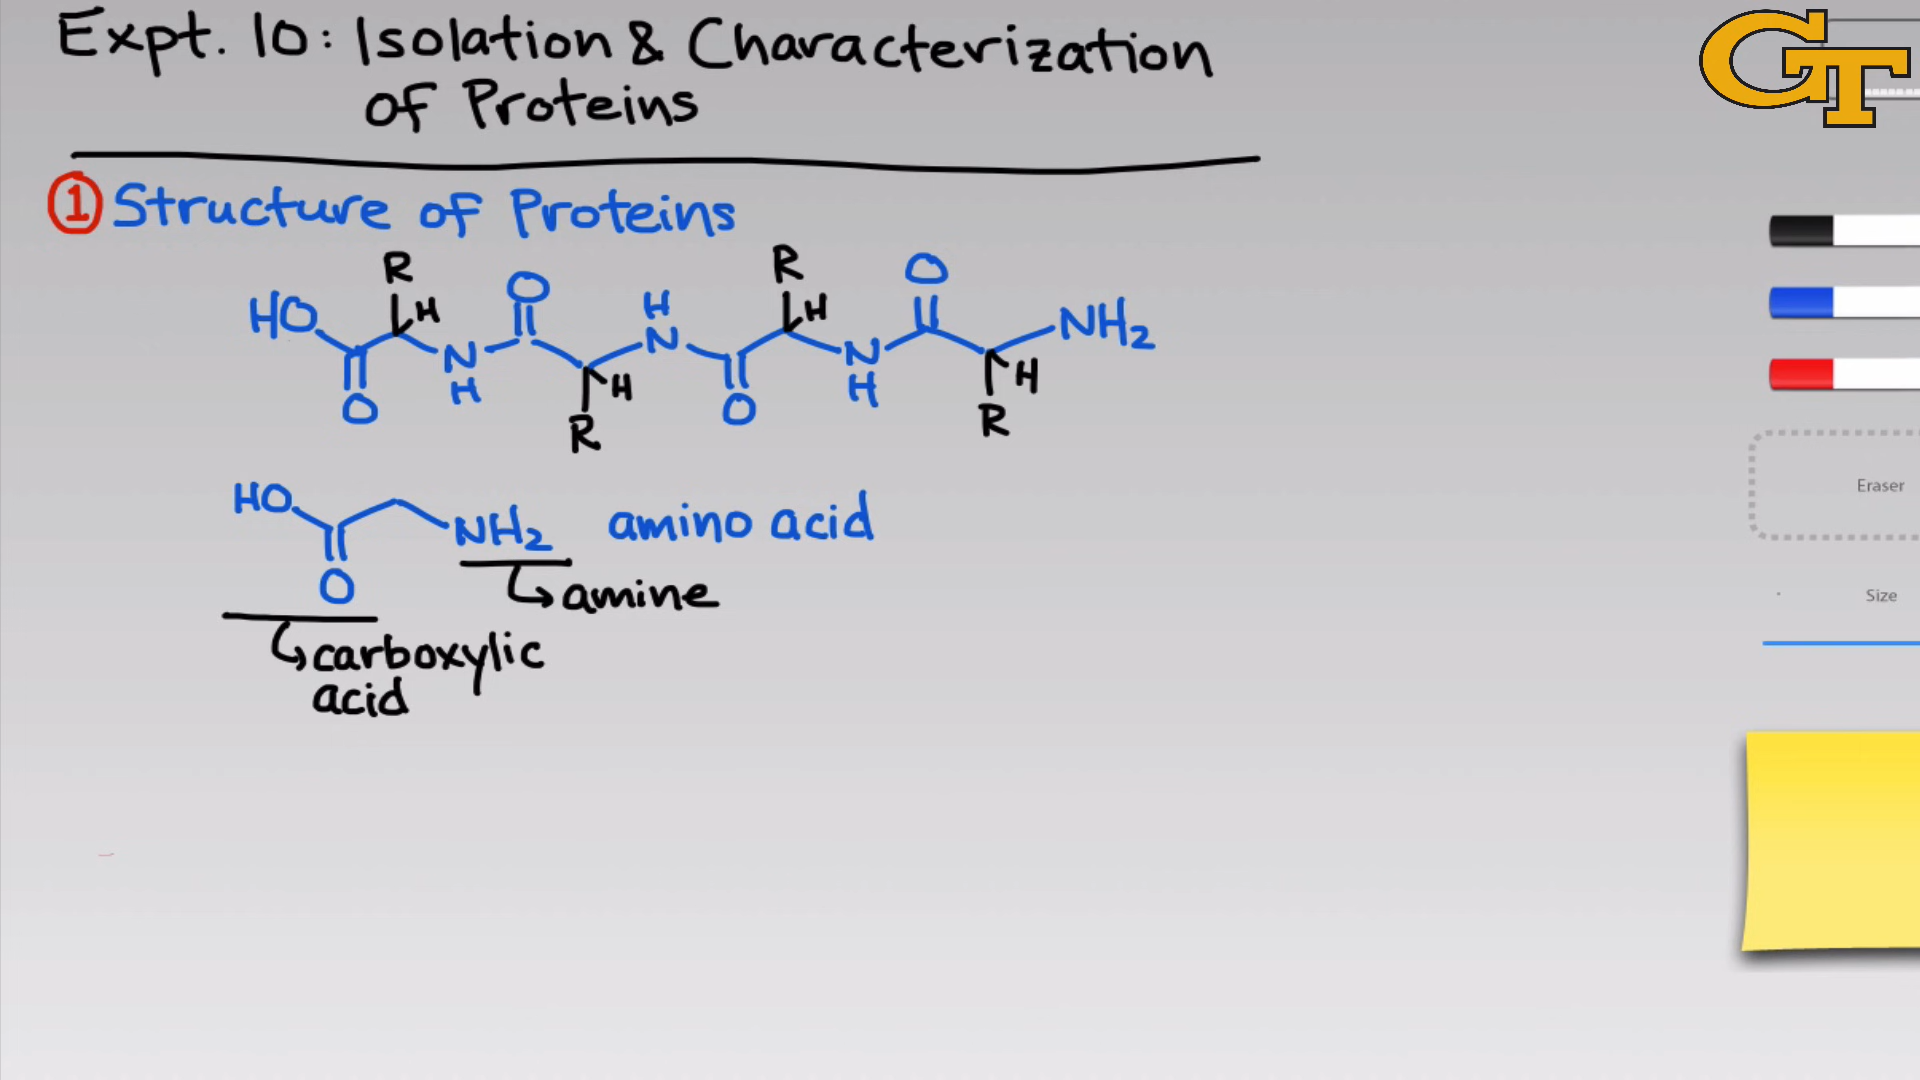 Expt. 10: Isolation & Characterization
of Proteins
GT
1 Structure of Proteins
R R O
HO H O H H NH2
N N N
O H H O H H
R R
HO
NH2 amino acid
O amine
carboxylic
acid
Eraser
Size